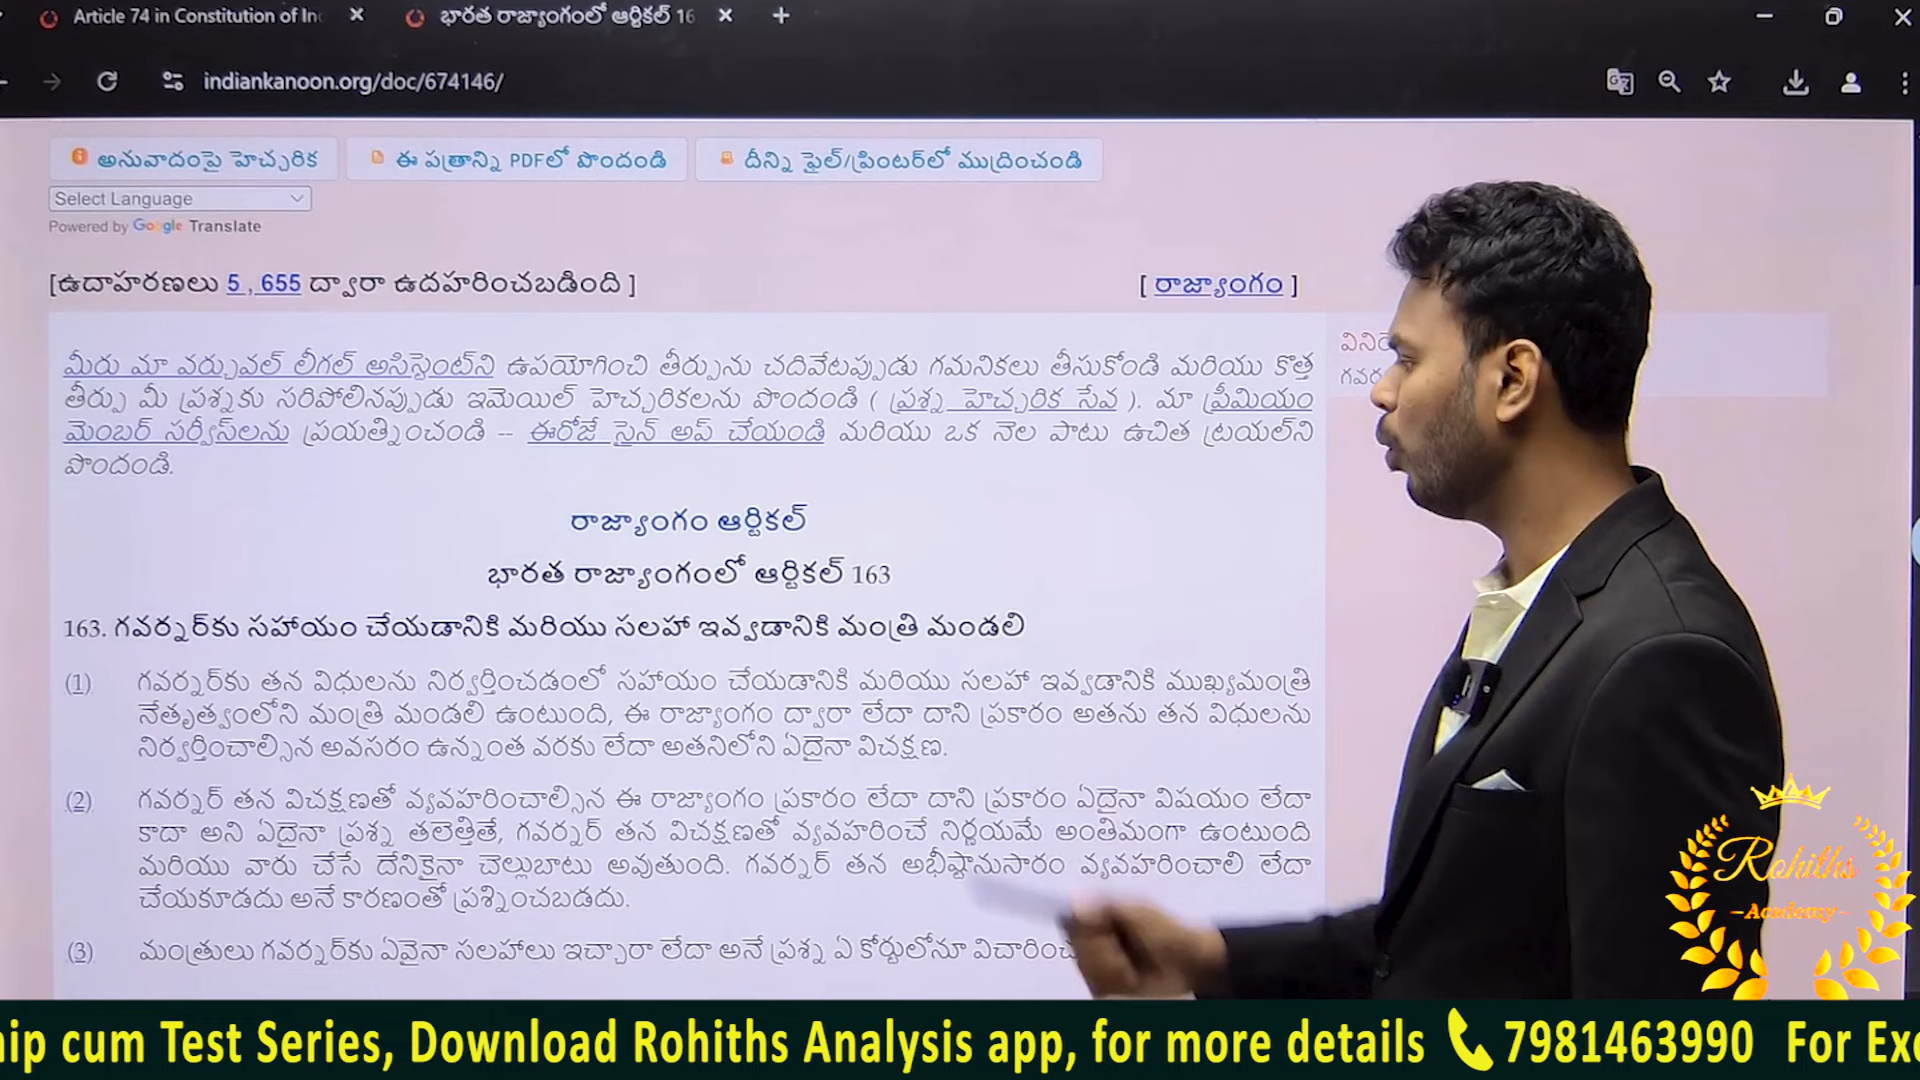 Article 74 in Constitution of In
భారత రాజ్యాంగంలో ఆర్టికల్ 16
indiankanoon.org/doc/674146/
అనువాదంపై హెచ్చరిక
ఈ పత్రాన్ని PDFలో పొందండి
దీన్ని ఫైల్/ప్రింటర్‌లో ముద్రించండి
Select Language
Powered by Google Translate
[ఉదాహరణలు 5 , 655 ద్వారా ఉదహరించబడింది ]
[ రాజ్యాంగం ]
మీరు మా వర్చువల్ లీగల్ అసిస్టెంట్‌ని ఉపయోగించి తీర్పును చదివేటప్పుడు గమనికలు తీసుకోండి మరియు కొత్త
తీర్పు మీ ప్రశ్నకు సరిపోలినప్పుడు ఇమెయిల్ హెచ్చరికలను పొందండి ( ప్రశ్న హెచ్చరిక సేవ ). మా ప్రీమియం
మెంబర్ సర్వీస్‌లను ప్రయత్నించండి -- ఈరోజే సైన్ అప్ చేయండి మరియు ఒక నెల పాటు ఉచిత ట్రయల్‌ని
పొందండి.
రాజ్యాంగం ఆర్టికల్
భారత రాజ్యాంగంలో ఆర్టికల్ 163
163. గవర్నర్‌కు సహాయం చేయడానికి మరియు సలహా ఇవ్వడానికి మంత్రి మండలి
(1) గవర్నర్‌కు తన విధులను నిర్వర్తించడంలో సహాయం చేయడానికి మరియు సలహా ఇవ్వడానికి ముఖ్యమంత్రి
నేతృత్వంలోని మంత్రి మండలి ఉంటుంది, ఈ రాజ్యాంగం ద్వారా లేదా దాని ప్రకారం అతను తన విధులను
నిర్వర్తించాల్సిన అవసరం ఉన్నంత వరకు లేదా అతనిలోని ఏదైనా విచక్షణ.
(2) గవర్నర్ తన విచక్షణతో వ్యవహరించాల్సిన ఈ రాజ్యాంగం ప్రకారం లేదా దాని ప్రకారం ఏదైనా విషయం లేదా
కాదా అని ఏదైనా ప్రశ్న తలెత్తితే, గవర్నర్ తన విచక్షణతో వ్యవహరించే నిర్ణయమే అంతిమంగా ఉంటుంది
మరియు వారు చేసే దేనికైనా చెల్లుబాటు అవుతుంది. గవర్నర్ తన అభీష్టానుసారం వ్యవహరించాలి లేదా
చేయకూడదు అనే కారణంతో ప్రశ్నించబడదు.
(3) మంత్రులు గవర్నర్‌కు ఏవైనా సలహాలు ఇచ్చారా లేదా అనే ప్రశ్న ఏ కోర్టులోనూ
Rohiths
Academy
cum Test Series, Download Rohiths Analysis app, for more details 7981463990 For